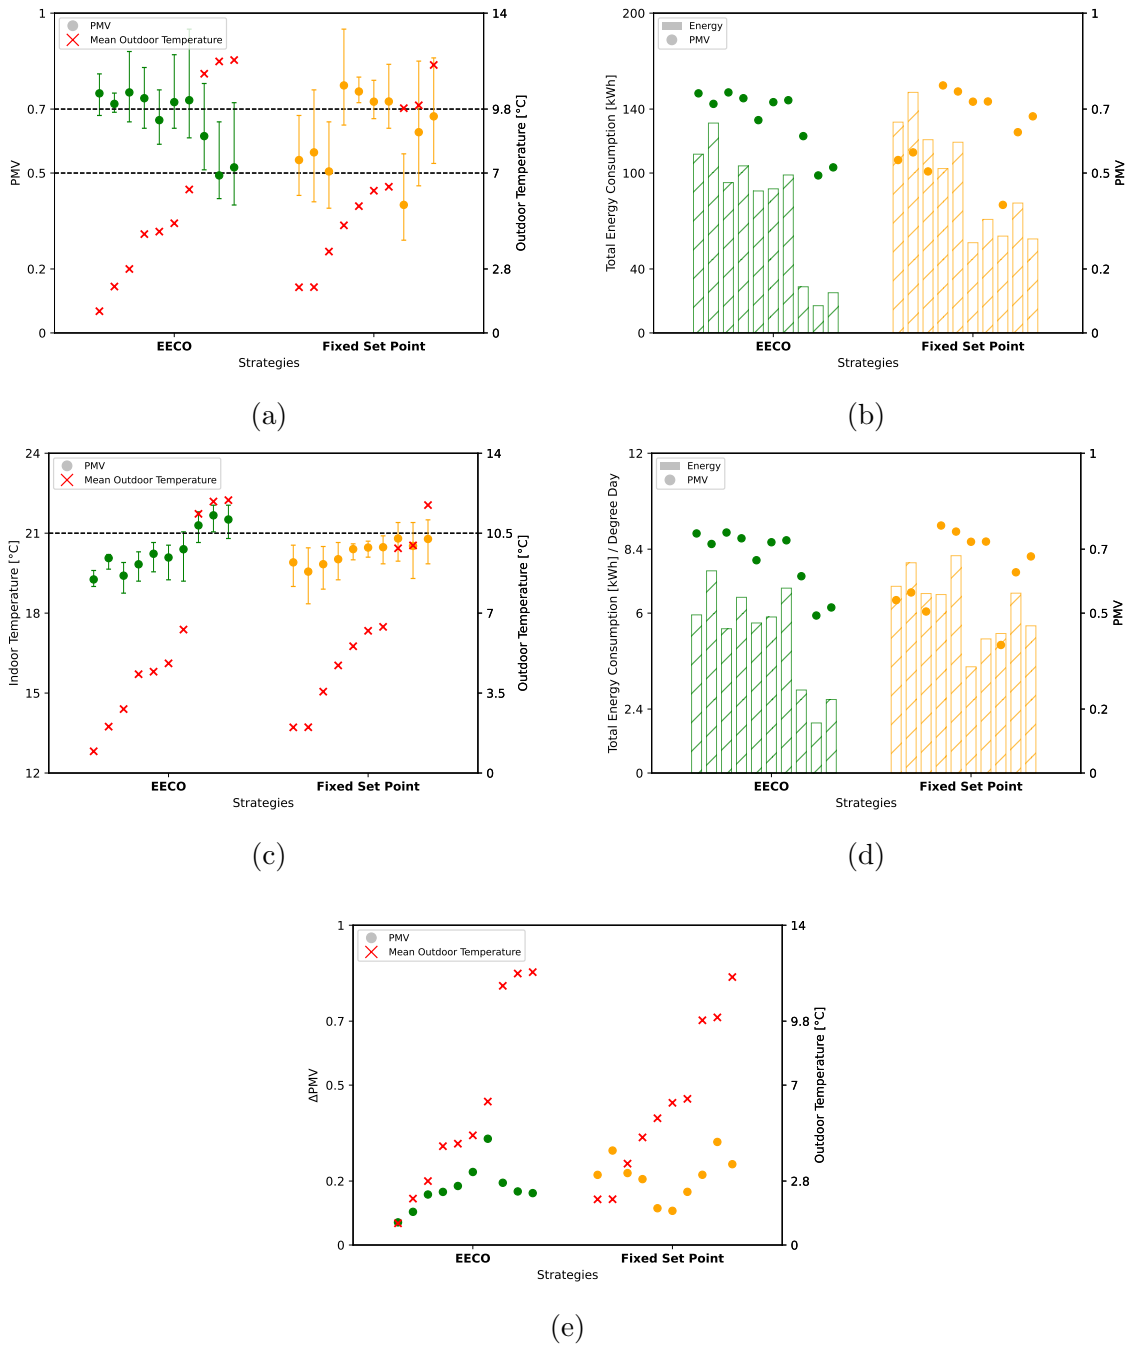 1
0.7
0.5
0.2
0
PMV
PMV
Mean Outdoor Temperature
14
9.8
7
2.8
0
Outdoor Temperature [°C]
EECO
Fixed Set Point
Strategies
(a)
200
140
100
40
0
Total Energy Consumption [kWh]
Energy
PMV
1
0.7
0.5
0.2
0
PMV
EECO
Fixed Set Point
Strategies
(b)
24
21
18
15
12
Indoor Temperature [°C]
PMV
Mean Outdoor Temperature
14
10.5
7
3.5
0
Outdoor Temperature [°C]
EECO
Fixed Set Point
Strategies
(c)
12
8.4
6
2.4
0
Total Energy Consumption [kWh] / Degree Day
Energy
PMV
1
0.7
0.5
0.2
0
PMV
EECO
Fixed Set Point
Strategies
(d)
1
0.7
0.5
0.2
0
ΔPMV
PMV
Mean Outdoor Temperature
14
9.8
7
2.8
0
Outdoor Temperature [°C]
EECO
Fixed Set Point
Strategies
(e)